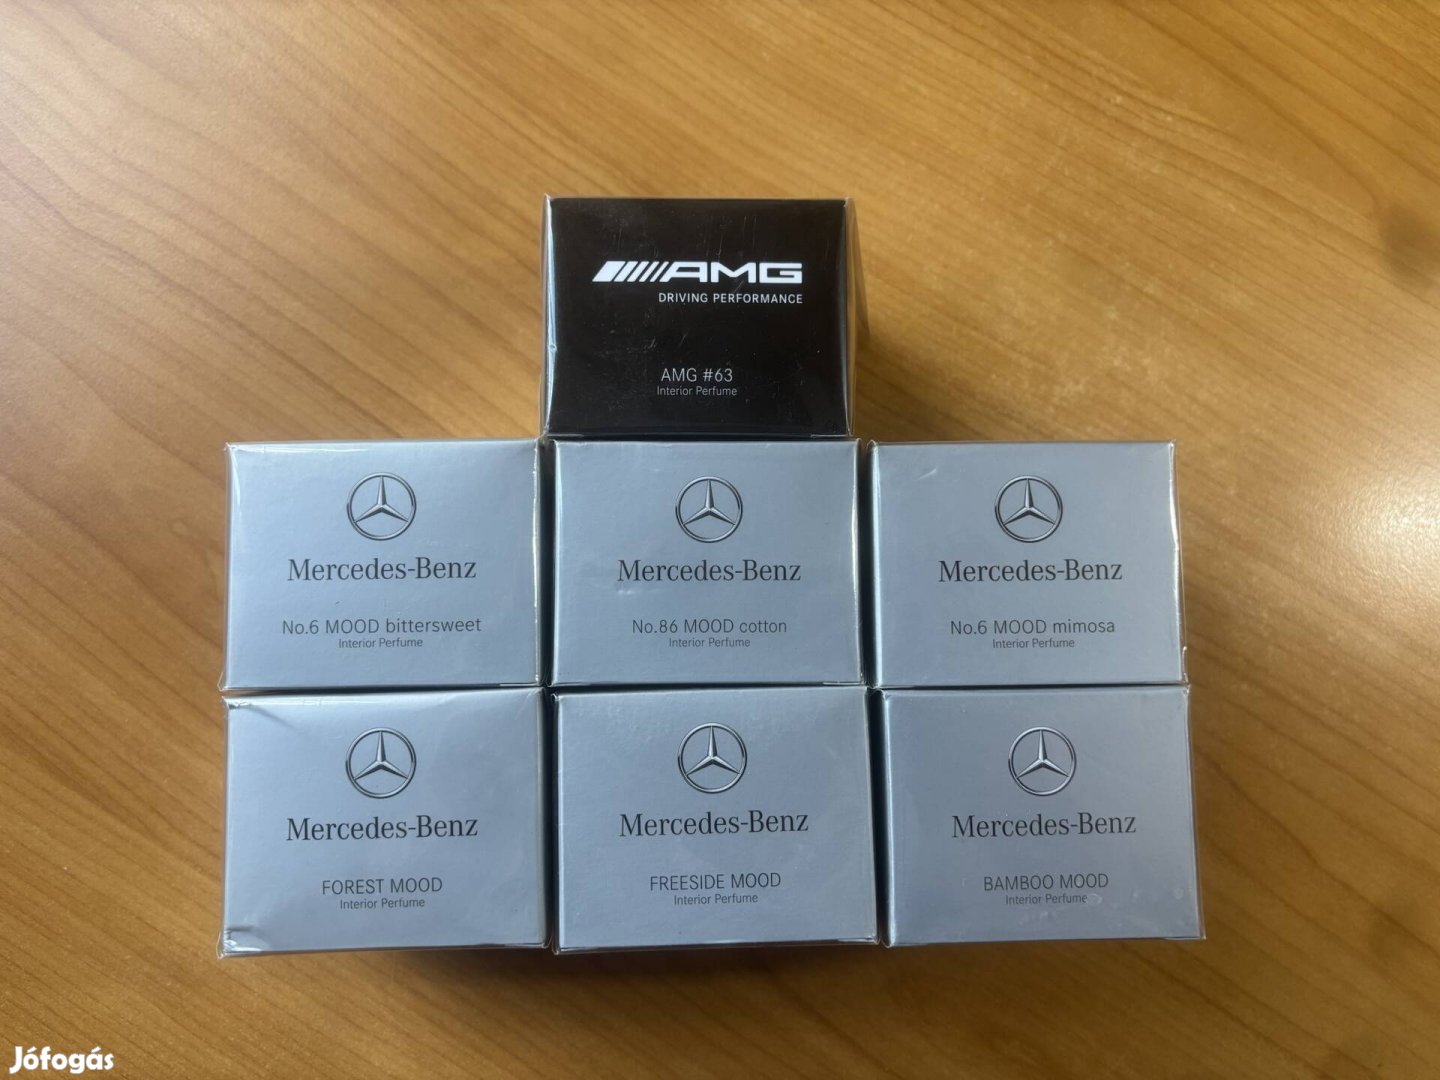 AMG
DRIVING PERFORMANCE
AMG #63
Interior Perfume
Mercedes-Benz
No.6 MOOD bittersweet
Interior Perfume
Mercedes-Benz
No.86 MOOD cotton
Interior Perfume
Mercedes-Benz
No.6 MOOD mimosa
Interior Perfume
Mercedes-Benz
FOREST MOOD
Interior Perfume
Mercedes-Benz
FREESIDE MOOD
Interior Perfume
Mercedes-Benz
BAMBOO MOOD
Interior Perfume
Jófogás